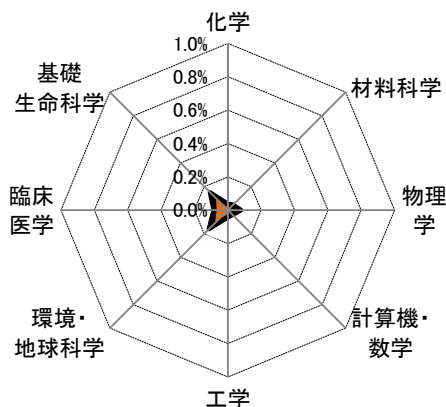 化学
1.0%
0.8%
0.6%
0.4%
0.2%
0.0%
材料科学
物理
学
計算機・
数学
工学
環境・
地球科学
臨床
医学
基礎
生命科学